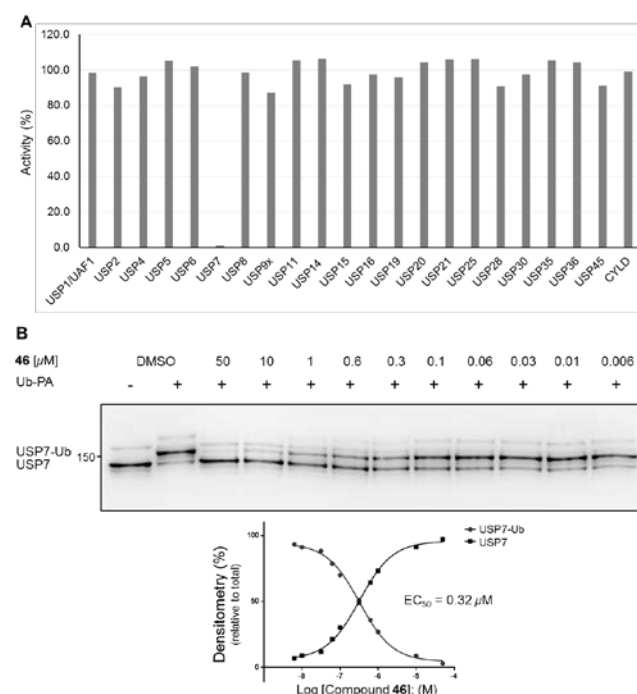 A
120.0
100.0
80.0
60.0
40.0
20.0
0.0
Activity (%)
USP1/UAF1 USP2 USP4 USP5 USP6 USP7 USP8 USP9x USP11 USP14 USP15 USP16 USP19 USP20 USP21 USP25 USP28 USP30 USP35 USP36 USP45 CYLD
B
46 [µM] DMSO 50 10 1 0.6 0.3 0.1 0.06 0.03 0.01 0.006
Ub-PA - + + + + + + + + + + +
USP7-Ub
150
USP7
100
50
0
Densitometry (%)
(relative to total)
USP7-Ub
USP7
EC50 = 0.32 µM
-8 -7 -6 -5 -4
Log [Compound 46]; (M)